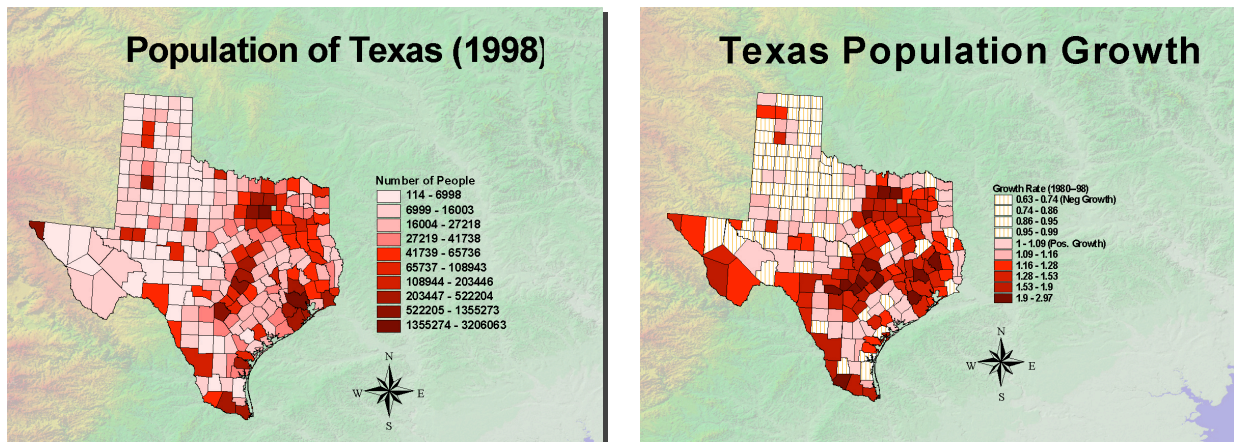 Population of Texas (1998)
Number of People
114 - 6998
6999 - 16003
16004 - 27218
27219 - 41738
41739 - 65736
65737 - 108943
108944 - 203446
203447 - 522204
522205 - 1355273
1355274 - 3206063
N
W E
S
Texas Population Growth
Growth Rate (1980–98)
0.63 - 0.74 (Neg Growth)
0.74 - 0.86
0.86 - 0.95
0.95 - 0.99
1 - 1.09 (Pos. Growth)
1.09 - 1.16
1.16 - 1.28
1.28 - 1.53
1.53 - 1.9
1.9 - 2.97
N
W E
S